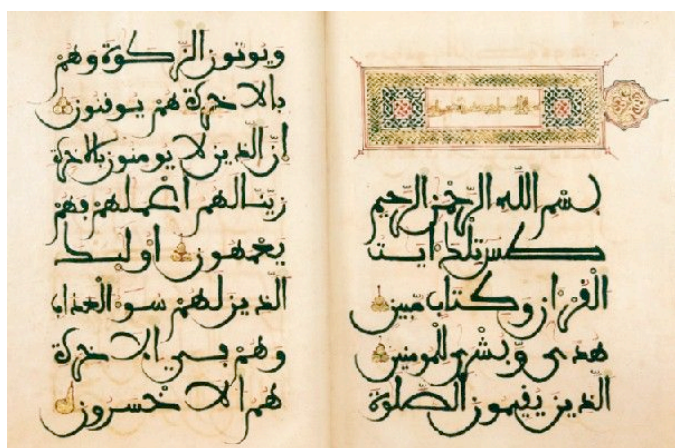 بسم الله الرحمن الرحيم
طس تلك ءايت
القرءان وكتاب مبين
هدى وبشرى للمومنين
الذين يقيمون الصلوة
ويوتون الزكوة وهم
بالاخرة هم يوقنون
ان الذين لا يومنون بالاخرة
زينا لهم اعملهم فهم
يعمهون اوليك
الذين لهم سوء العذاب
وهم في الاخرة
هم الاخسرون